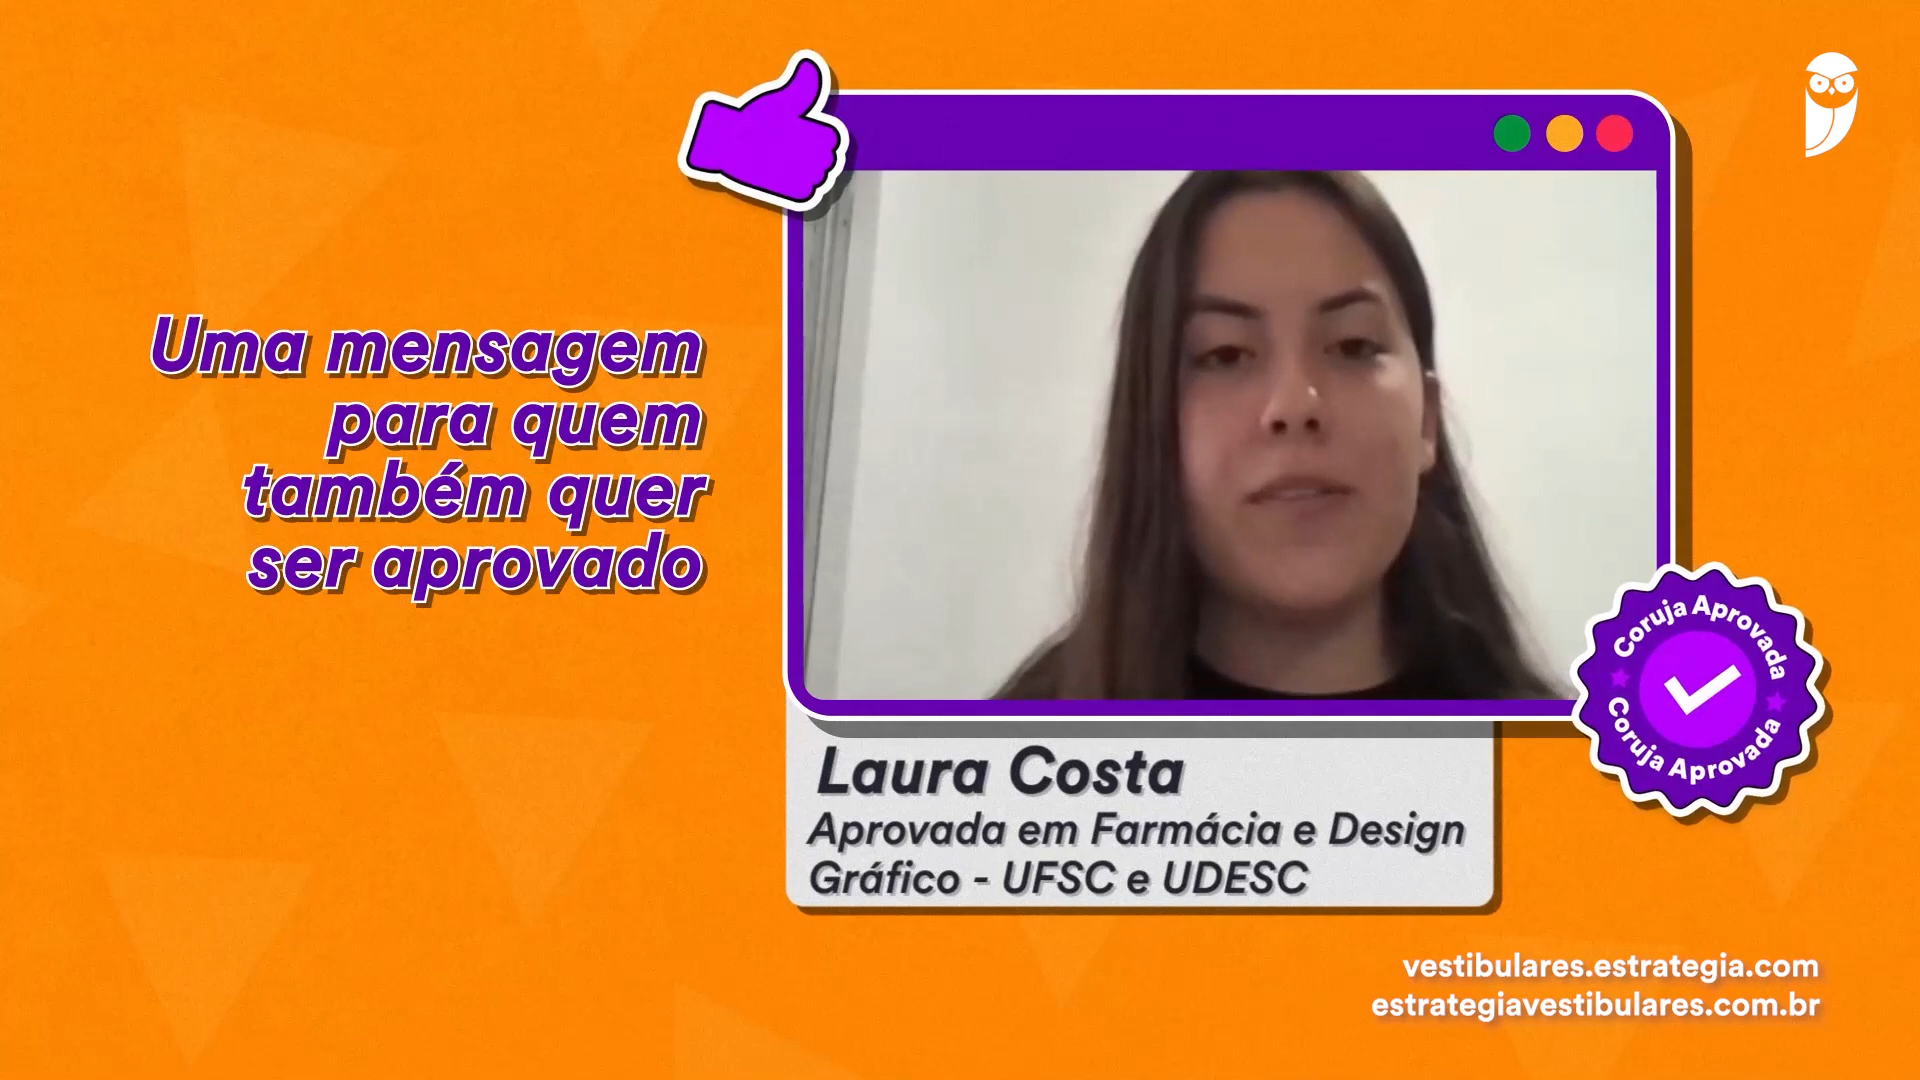 Uma mensagem
para quem
também quer
ser aprovado
Coruja Aprovada
Coruja Aprovada
Laura Costa
Aprovada em Farmácia e Design
Gráfico - UFSC e UDESC
vestibulares.estrategia.com
estrategiavestibulares.com.br